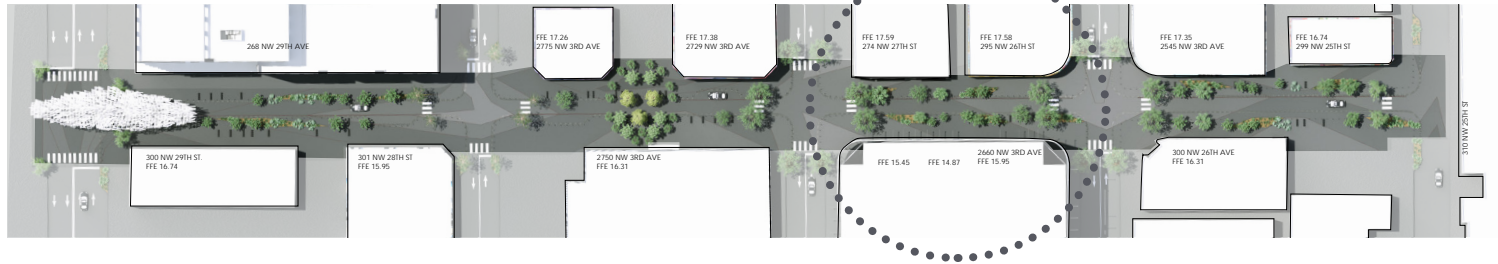 268 NW 29TH AVE
FFE 17.26
2775 NW 3RD AVE
FFE 17.38
2729 NW 3RD AVE
FFE 17.59
274 NW 27TH ST
FFE 17.58
295 NW 26TH ST
FFE 17.35
2545 NW 3RD AVE
FFE 16.74
299 NW 25TH ST
300 NW 29TH ST.
FFE 16.74
301 NW 28TH ST
FFE 15.95
2750 NW 3RD AVE
FFE 16.31
FFE 15.45
FFE 14.87
2660 NW 3RD AVE
FFE 15.95
300 NW 26TH AVE
FFE 16.31
310 NW 25TH ST